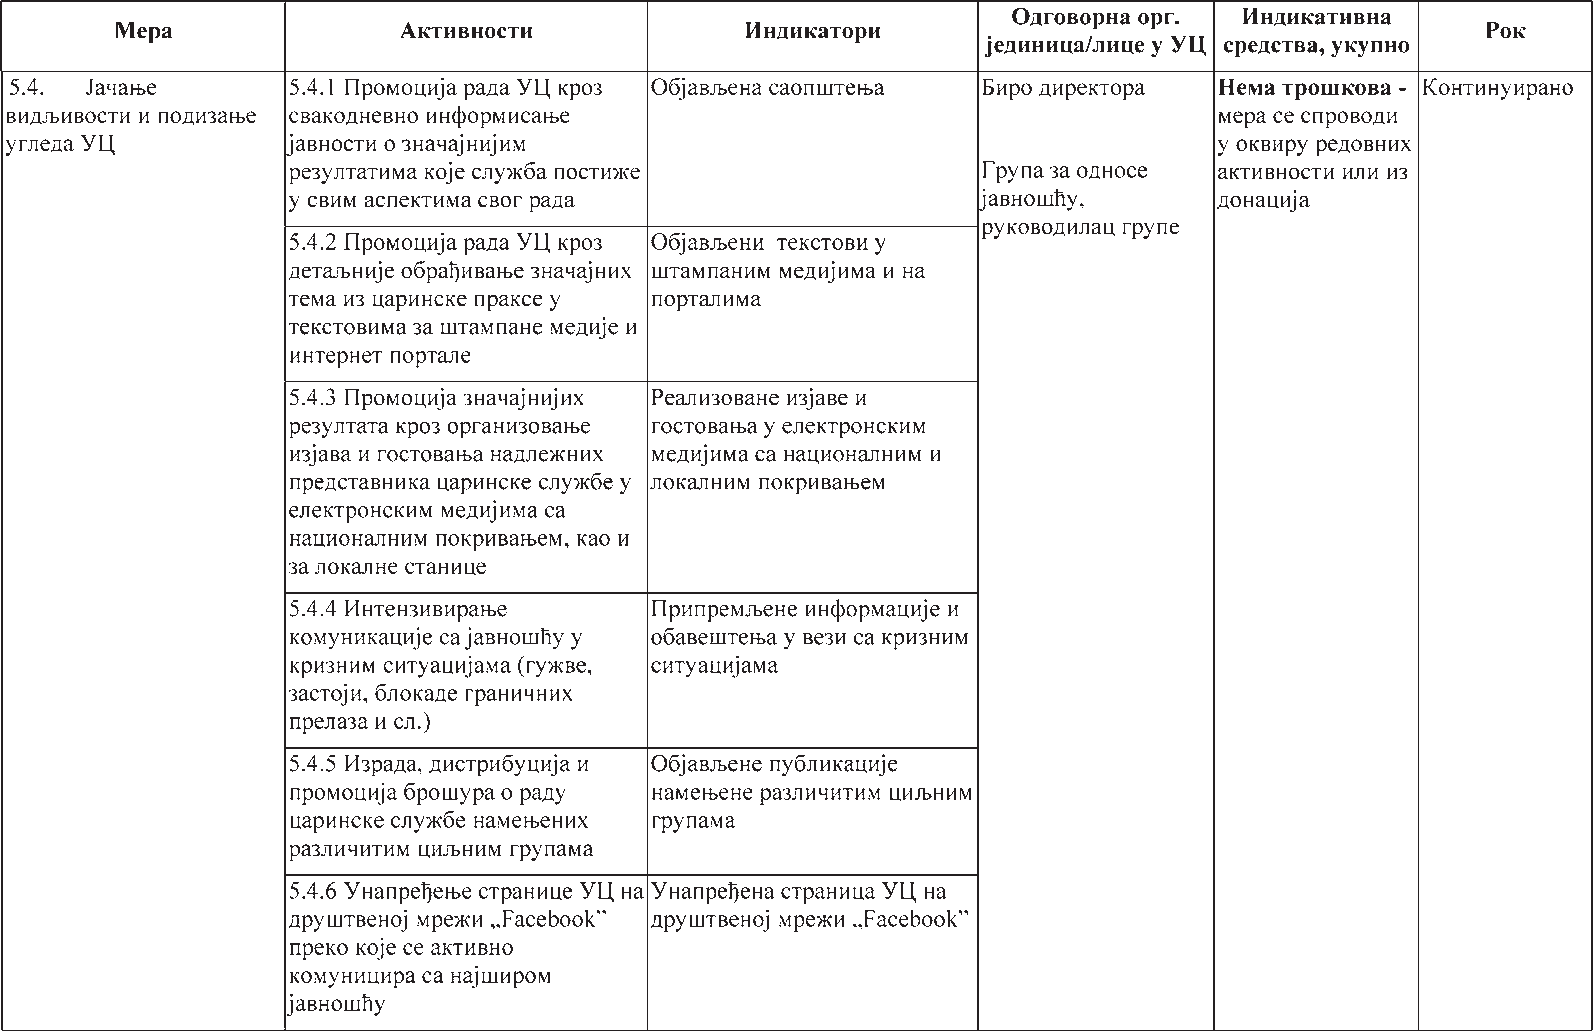 Мера
Активности
Индикатори
Одговорна орг.
јединица/лице у УЦ
Индикативна
средства, укупно
Рок
5.4. Јачање
видљивости и подизање
угледа УЦ
5.4.1 Промоција рада УЦ кроз
свакодневно информисање
јавности о значајнијим
резултатима које служба постиже
у свим аспектима свог рада
Објављена саопштења
Биро директора
Група за односе
јавношћу,
руководилац групе
Нема трошкова -
мера се спроводи
у оквиру редовних
активности или из
донација
Континуирано
5.4.2 Промоција рада УЦ кроз
детаљније обрађивање значајних
тема из царинске праксе у
текстовима за штампане медије и
интернет портале
Објављени текстови у
штампаним медијима и на
порталима
5.4.3 Промоција значајнијих
резултата кроз организовање
изјава и гостовања надлежних
представника царинске службе у
електронским медијима са
националним покривањем, као и
за локалне станице
Реализоване изјаве и
гостовања у електронским
медијима са националним и
локалним покривањем
5.4.4 Интензивирање
комуникације са јавношћу у
кризним ситуацијама (гужве,
застоји, блокаде граничних
прелаза и сл.)
Припремљене информације и
обавештења у вези са кризним
ситуацијама
5.4.5 Израда, дистрибуција и
промоција брошура о раду
царинске службе намењених
различитим циљним групама
Објављене публикације
намењене различитим циљним
групама
5.4.6 Унапређење странице УЦ на
друштвеној мрежи „Facebook”
преко које се активно
комуницира са најширом
јавношћу
Унапређена страница УЦ на
друштвеној мрежи „Facebook”